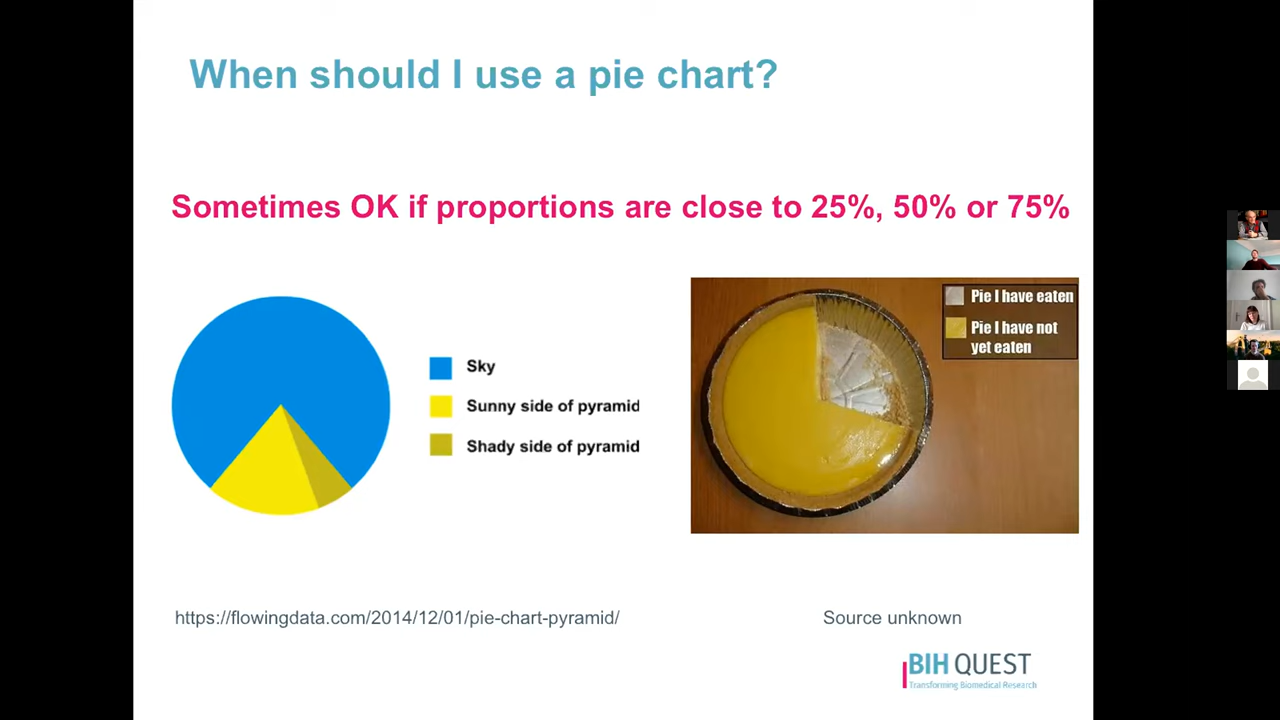 When should I use a pie chart?
Sometimes OK if proportions are close to 25%, 50% or 75%
Sky
Sunny side of pyramid
Shady side of pyramid
Pie I have eaten
Pie I have not
yet eaten
https://flowingdata.com/2014/12/01/pie-chart-pyramid/
Source unknown
BIH QUEST
Transforming Biomedical Research